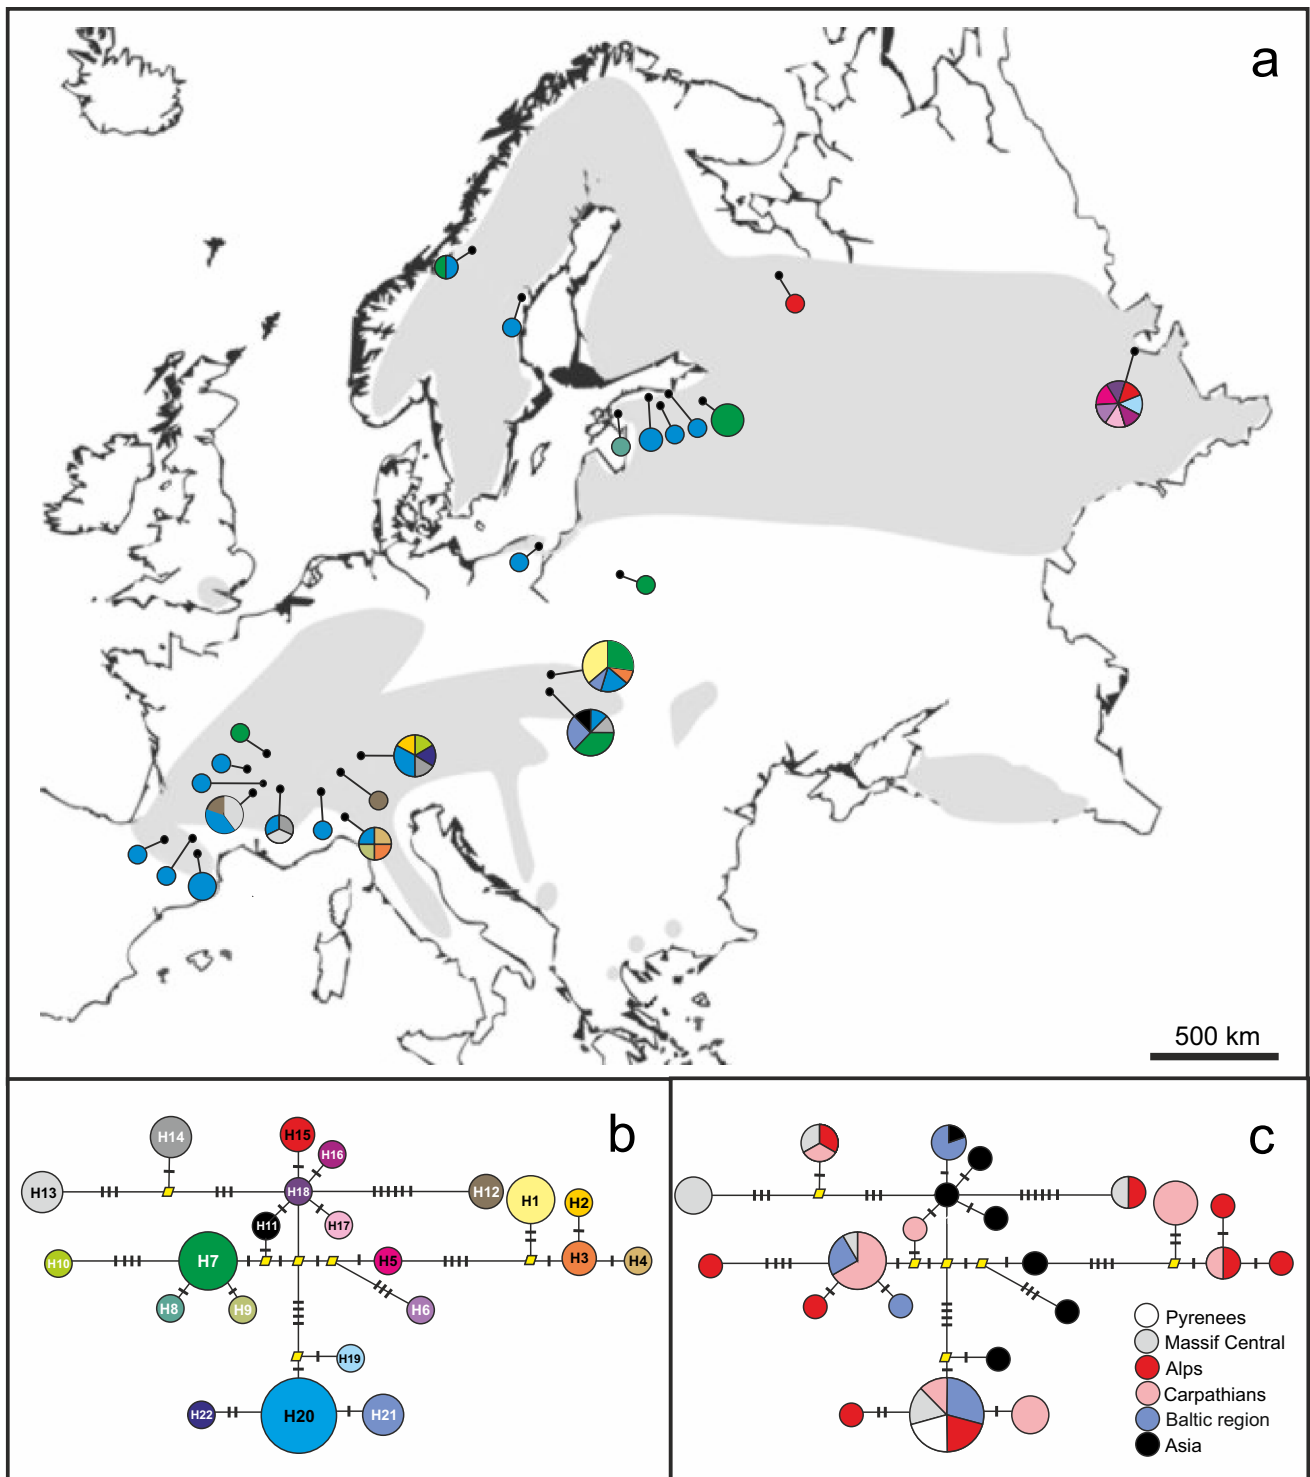 a
500 km
b
H14
H15
H16
H13
H18
H12
H1
H2
H11
H17
H10
H7
H5
H3
H4
H8
H9
H6
H19
H22
H20
H21
c
Pyrenees
Massif Central
Alps
Carpathians
Baltic region
Asia